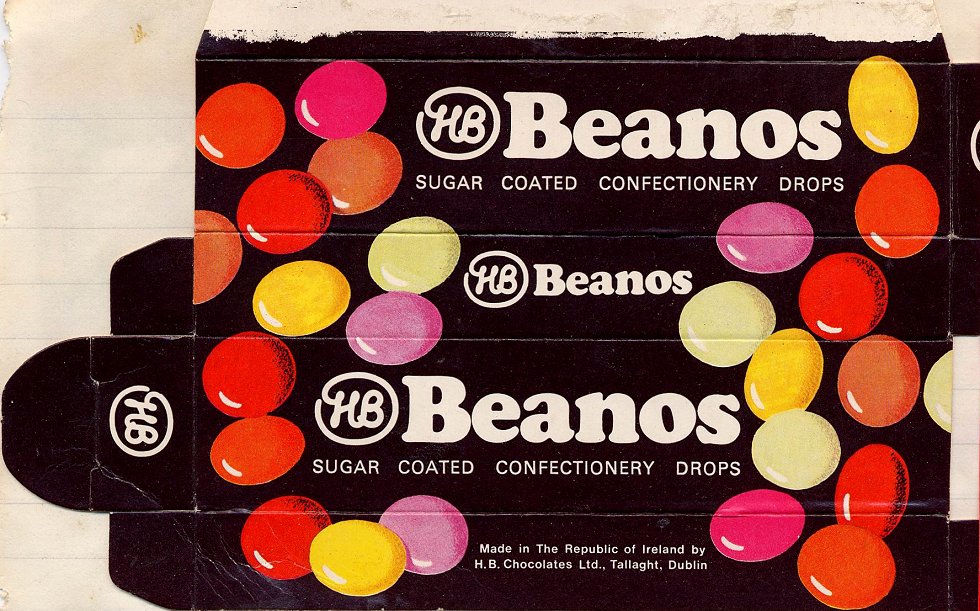 HB Beanos
SUGAR COATED CONFECTIONERY DROPS
HB Beanos
HB
HB Beanos
SUGAR COATED CONFECTIONERY DROPS
Made in The Republic of Ireland by
H.B. Chocolates Ltd., Tallaght, Dublin